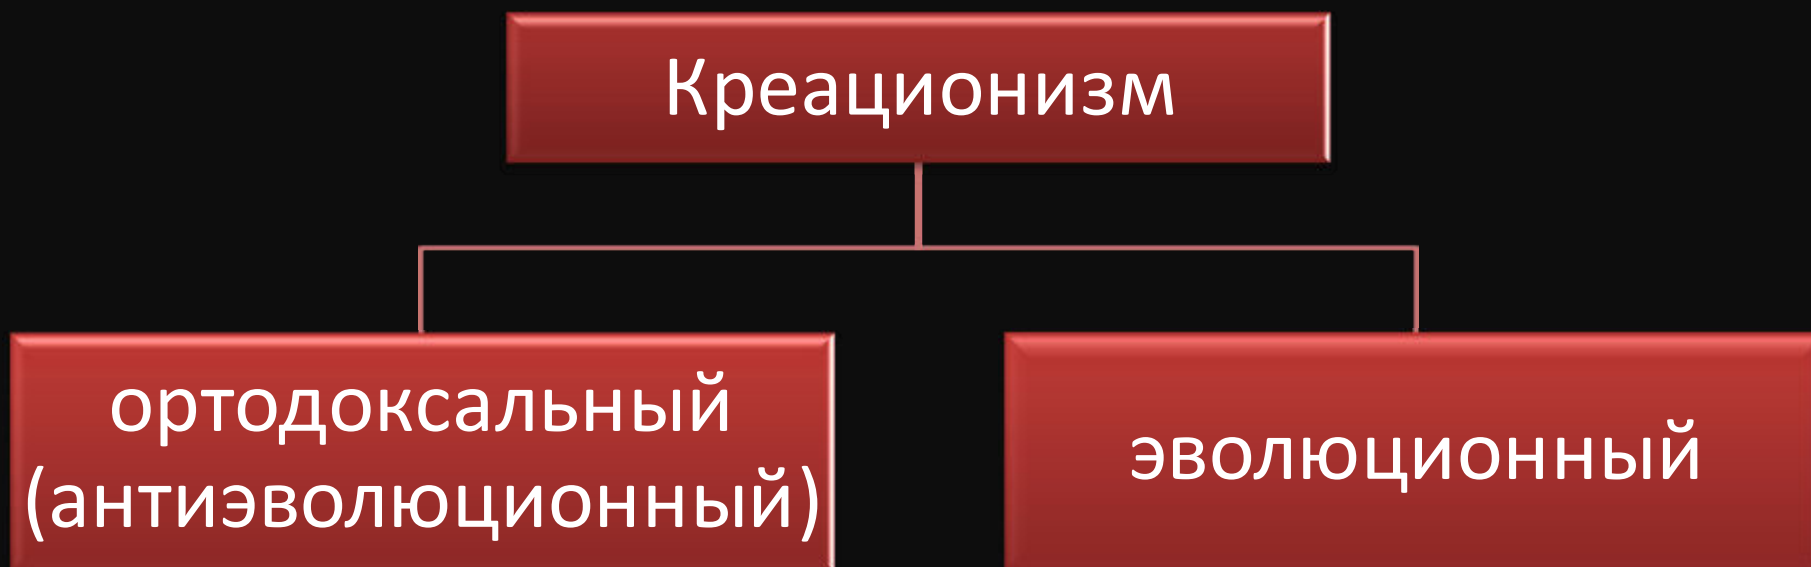 Креационизм
ортодоксальный
(антиэволюционный)
эволюционный